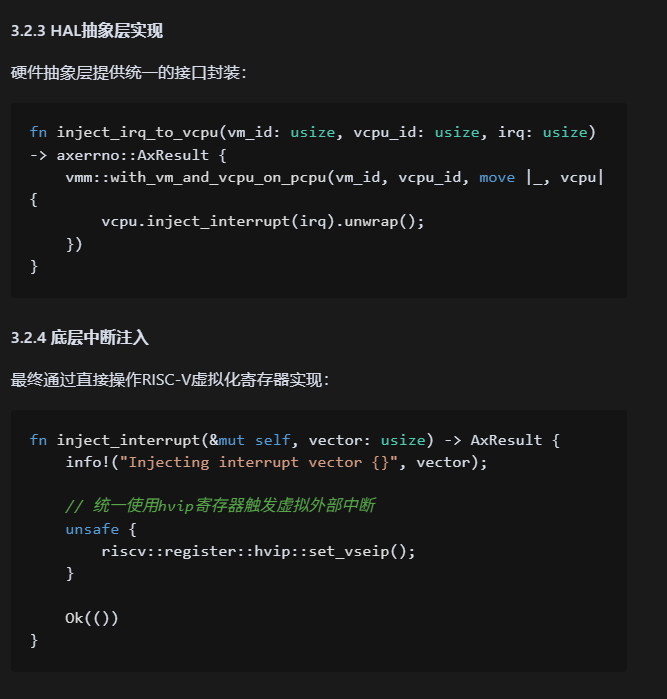 3.2.3 HAL抽象层实现
硬件抽象层提供统一的接口封装：
fn inject_irq_to_vcpu(vm_id: usize, vcpu_id: usize, irq: usize)
-> axerrno::AxResult {
    vmm::with_vm_and_vcpu_on_pcpu(vm_id, vcpu_id, move |_, vcpu|
{
        vcpu.inject_interrupt(irq).unwrap();
    })
}
3.2.4 底层中断注入
最终通过直接操作RISC-V虚拟化寄存器实现：
fn inject_interrupt(&mut self, vector: usize) -> AxResult {
    info!("Injecting interrupt vector {}", vector);
    // 统一使用hvip寄存器触发虚拟外部中断
    unsafe {
        riscv::register::hvip::set_vseip();
    }
    Ok(())
}